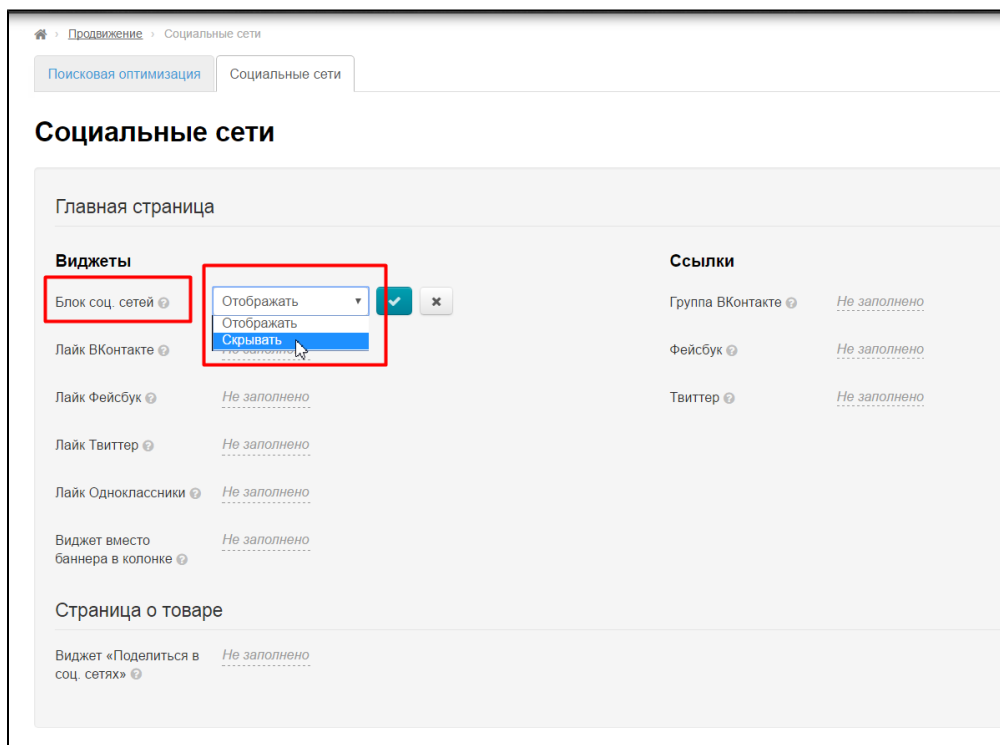 Продвижение › Социальные сети
Поисковая оптимизация Социальные сети
Социальные сети
Главная страница
Виджеты
Блок соц. сетей Отображать
Отображать
Скрывать
Лайк ВКонтакте Не заполнено
Лайк Фейсбук Не заполнено
Лайк Твиттер Не заполнено
Лайк Одноклассники Не заполнено
Виджет вместо Не заполнено
баннера в колонке
Ссылки
Группа ВКонтакте Не заполнено
Фейсбук Не заполнено
Твиттер Не заполнено
Страница о товаре
Виджет «Поделиться в Не заполнено
соц. сетях»